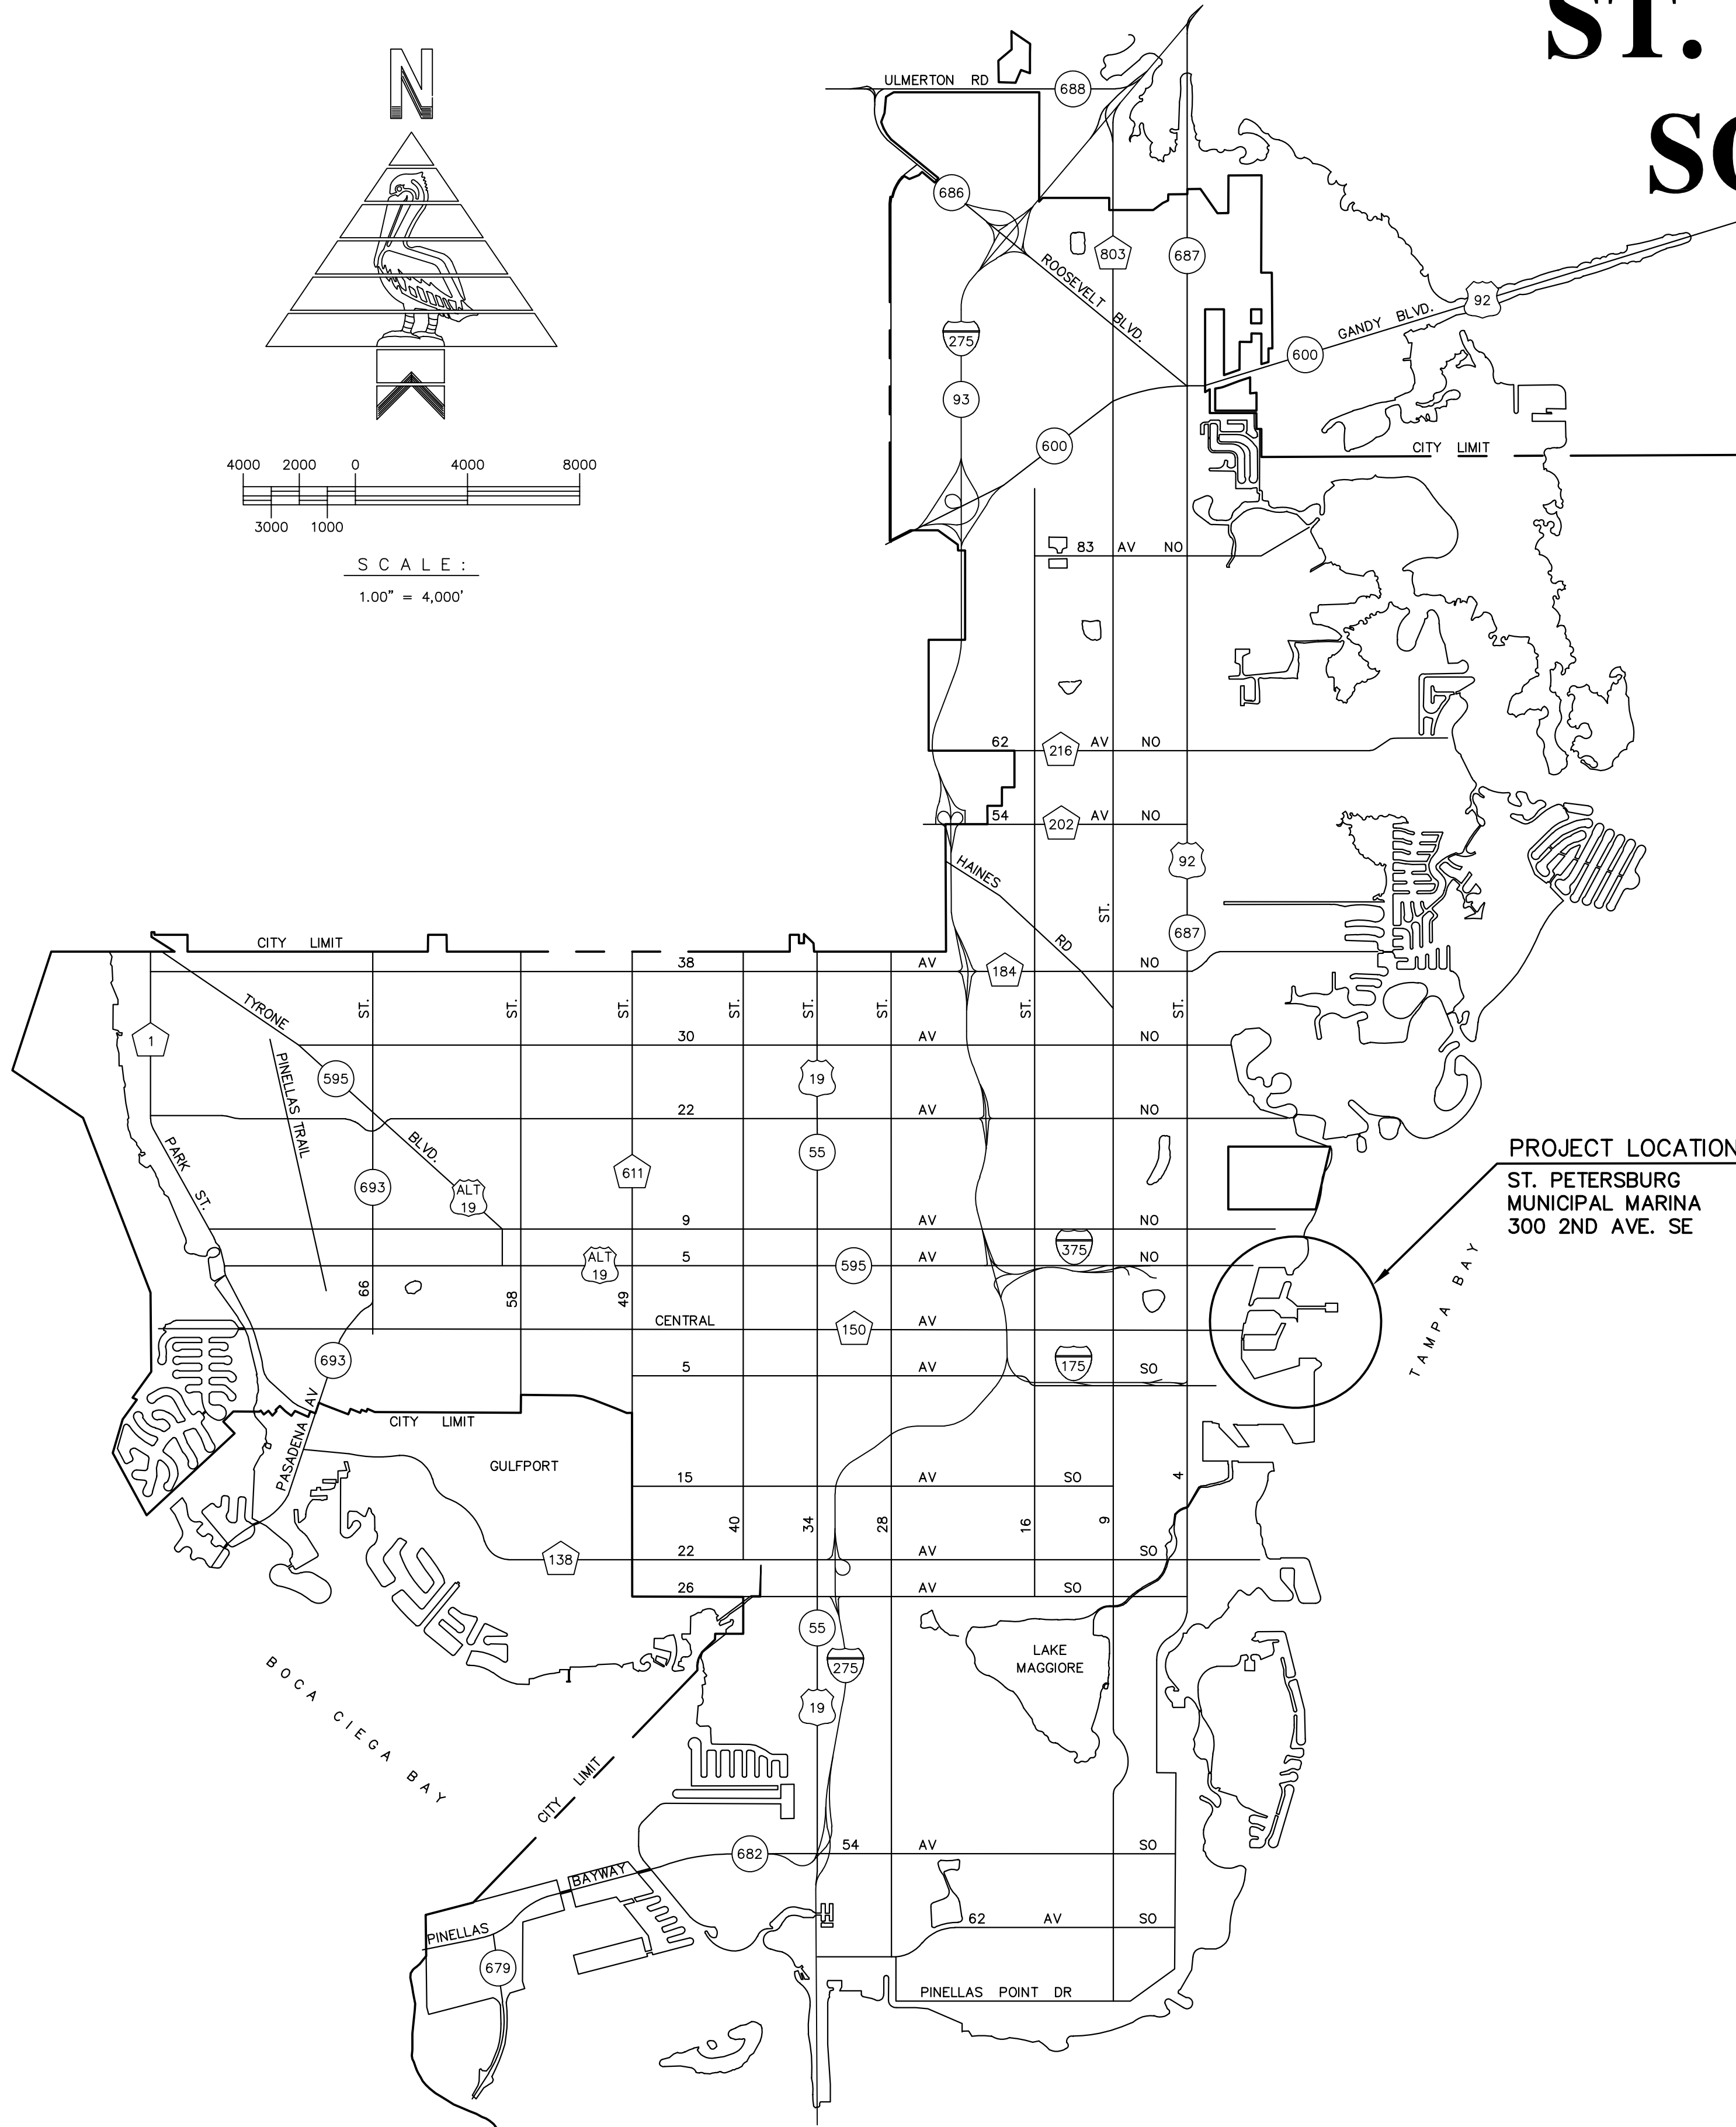 ST.
N
ULMERTON RD
688
686
803
687
ROOSEVELT BLVD.
92
GANDY BLVD.
600
275
93
600
CITY LIMIT
4000 2000 0 4000 8000
3000 1000
SCALE:
1.00" = 4,000'
83 AV NO
62 216 AV NO
54 202 AV NO
HAINES RD
92
ST.
687
CITY LIMIT
38 AV 184 NO
TYRONE BLVD.
ST. ST. ST. ST. ST. ST. ST. ST.
30 AV NO
1
PINELLAS TRAIL
595
19
22 AV NO
PARK ST.
55
611
693
ALT 19
PROJECT LOCATION
ST. PETERSBURG
MUNICIPAL MARINA
300 2ND AVE. SE
9 AV NO
375
5 AV NO
ALT 19
595
TAMPA BAY
66
58
49
CENTRAL AV
150
693
5 AV SO
175
PASADENA AV
CITY LIMIT
GULFPORT
15 AV SO
4
40
34
28
16
9
138
22 AV SO
26 AV SO
55
LAKE
MAGGIORE
275
19
BOCA CIEGA BAY
CITY LIMIT
54 AV SO
682
BAYWAY
PINELLAS
62 AV SO
679
PINELLAS POINT DR